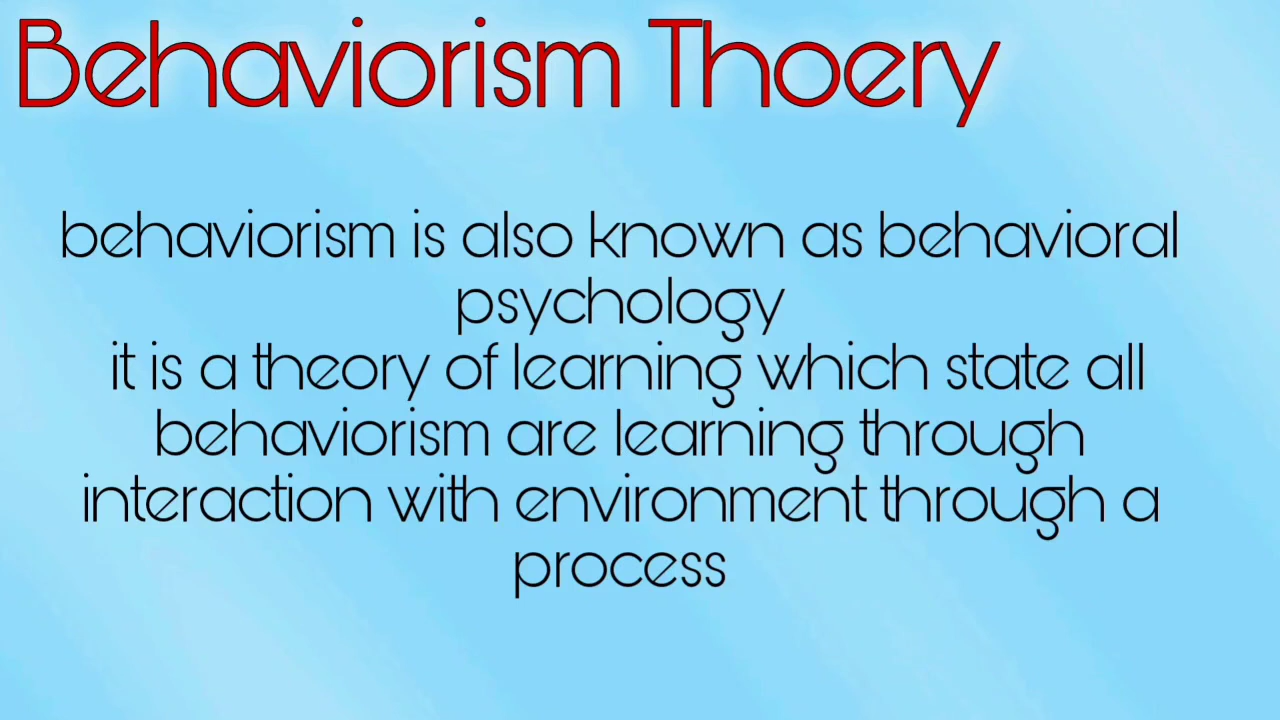 Behaviorism Thoery
behaviorism is also known as behavioral
psychology
it is a theory of learning which state all
behaviorism are learning through
interaction with environment through a
process